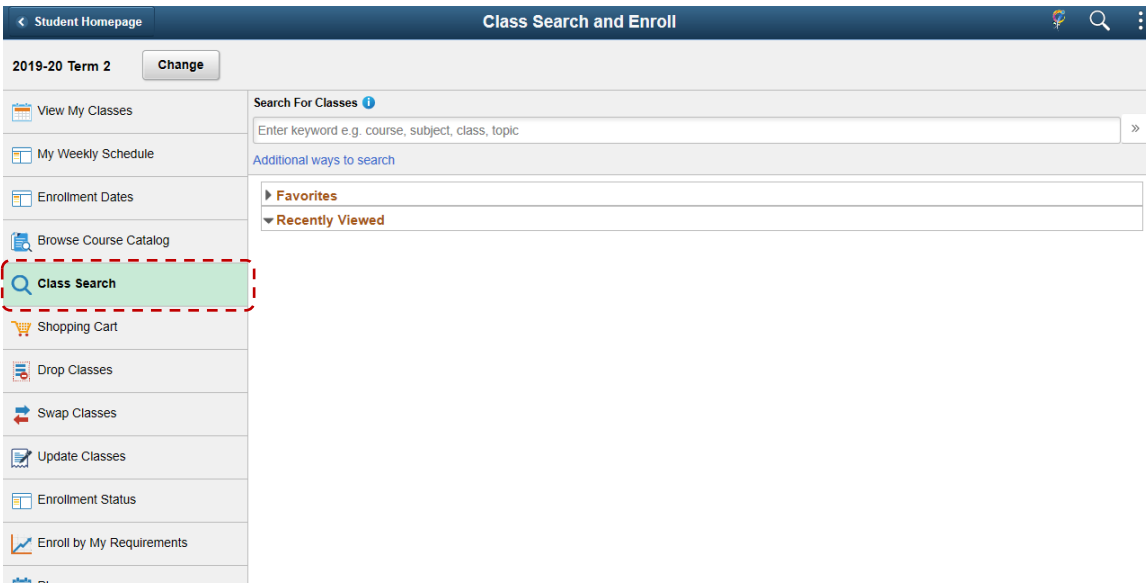 Student Homepage
Class Search and Enroll
2019-20 Term 2
Change
View My Classes
My Weekly Schedule
Enrollment Dates
Browse Course Catalog
Class Search
Shopping Cart
Drop Classes
Swap Classes
Update Classes
Enrollment Status
Enroll by My Requirements
Search For Classes
Enter keyword e.g. course, subject, class, topic
»
Additional ways to search
Favorites
Recently Viewed